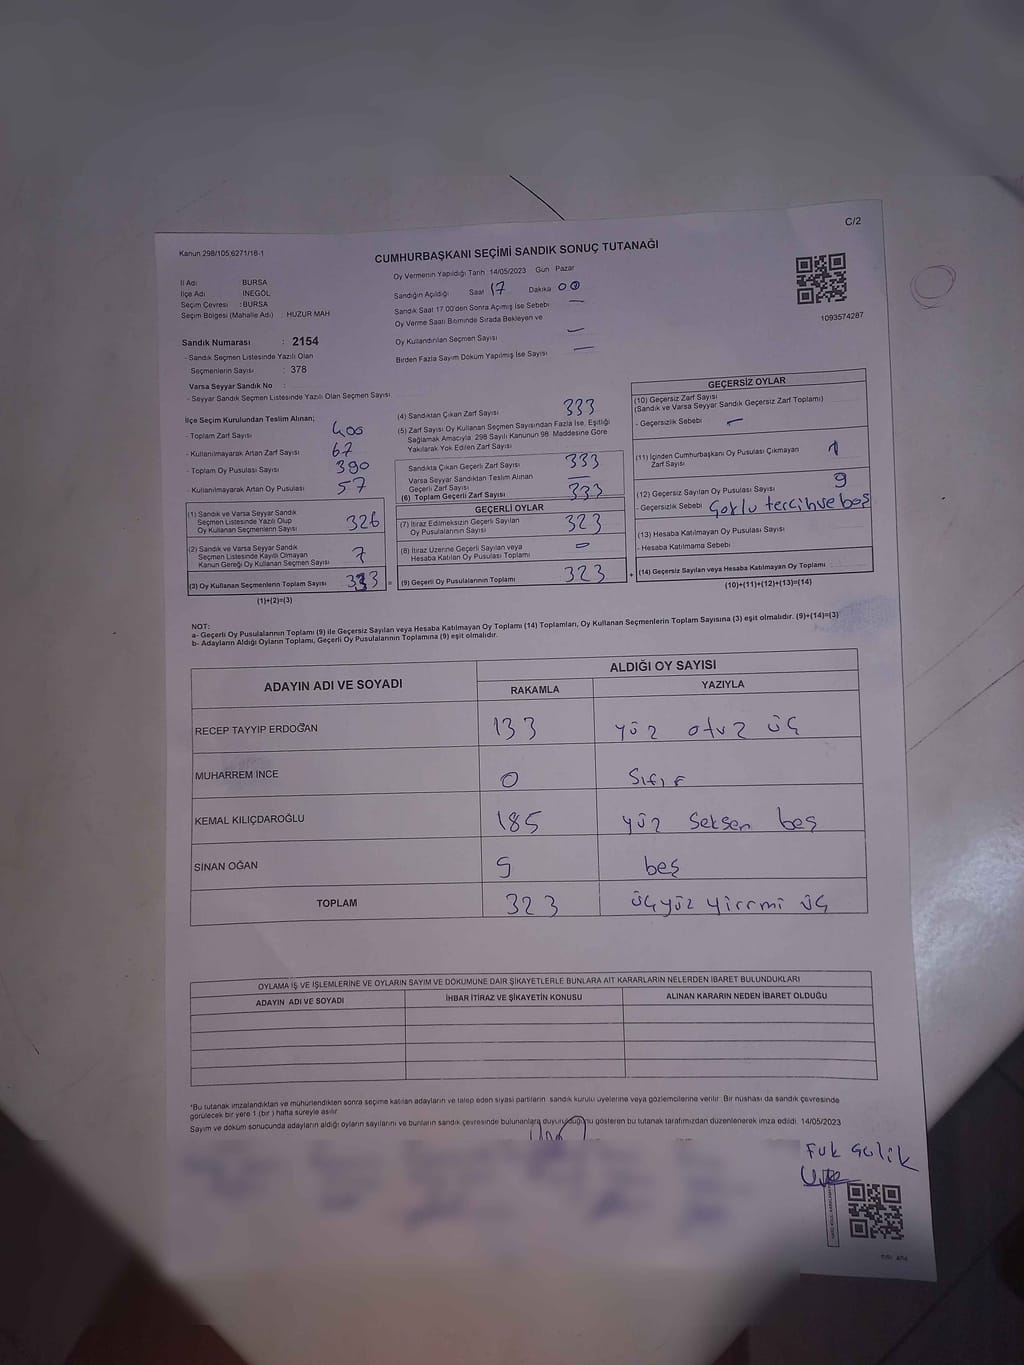 C/2
Kanun 298/105,6271/18-1
CUMHURBAŞKANI SEÇİMİ SANDIK SONUÇ TUTANAĞI
Oy Vermenin Yapıldığı Tarih 14/05/2023 Gün Pazar
İl Adı BURSA
İlçe Adı İNEGÖL
Seçim Çevresi : BURSA
Seçim Bölgesi (Mahalle Adı) : HUZUR MAH
Sandığın Açıldığı Saat 17 Dakika 00
Sandık Saat 17 00'den Sonra Açımış İse Sebebi —
Oy Verme Saati Bitiminde Sırada Bekleyen ve
Oy Kullandırılan Seçmen Sayısı —
Birden Fazla Sayım Döküm Yapılmış İse Sayısı —
1093574287
Sandık Numarası : 2154
- Sandık Seçmen Listesinde Yazılı Olan
Seçmenlerin Sayısı : 378
Varsa Seyyar Sandık No :
- Seyyar Sandık Seçmen Listesinde Yazılı Olan Seçmen Sayısı
İlçe Seçim Kurulundan Teslim Alınan;
- Toplam Zarf Sayısı 400
- Kullanılmayarak Artan Zarf Sayısı 67
- Toplam Oy Pusulası Sayısı 390
- Kullanılmayarak Artan Oy Pusulası 57
(1) Sandık ve Varsa Seyyar Sandık
Seçmen Listesinde Yazılı Olup
Oy Kullanan Seçmenlerin Sayısı 326
(2) Sandık ve Varsa Seyyar Sandık
Seçmen Listesinde Kayıtlı Olmayan
Kanun Gereği Oy Kullanan Seçmen Sayısı 7
(3) Oy Kullanan Seçmenlerin Toplam Sayısı 333 =
(1)+(2)=(3)
(4) Sandıktan Çıkan Zarf Sayısı 333
(5) Zarf Sayısı Oy Kullanan Seçmen Sayısından Fazla İse, Eşitliği
Sağlamak Amacıyla 298 Sayılı Kanunun 98. Maddesine Göre
Yakılarak Yok Edilen Zarf Sayısı
Sandıkta Çıkan Geçerli Zarf Sayısı 333
Varsa Seyyar Sandıktan Teslim Alınan
Geçerli Zarf Sayısı —
(6) Toplam Geçerli Zarf Sayısı 333
GEÇERLİ OYLAR
(7) İtiraz Edilmeksizin Geçerli Sayılan
Oy Pusulalarının Sayısı 323
(8) İtiraz Üzerine Geçerli Sayılan veya
Hesaba Katılan Oy Pusulası Toplamı
(9) Geçerli Oy Pusulalarının Toplamı 323 +
GEÇERSİZ OYLAR
(10) Geçersiz Zarf Sayısı
(Sandık ve Varsa Seyyar Sandık Geçersiz Zarf Toplamı)
- Geçersizlik Sebebi —
(11) İçinden Cumhurbaşkanı Oy Pusulası Çıkmayan
Zarf Sayısı 1
(12) Geçersiz Sayılan Oy Pusulası Sayısı 9
- Geçersizlik Sebebi Çoklu tercih ve boş
(13) Hesaba Katılmayan Oy Pusulası Sayısı
- Hesaba Katılmama Sebebi
(14) Geçersiz Sayılan veya Hesaba Katılmayan Oy Toplamı
(10)+(11)+(12)+(13)=(14)
NOT:
a- Geçerli Oy Pusulalarının Toplamı (9) ile Geçersiz Sayılan veya Hesaba Katılmayan Oy Toplamı (14) Toplamları, Oy Kullanan Seçmenlerin Toplam Sayısına (3) eşit olmalıdır. (9)+(14)=(3)
b- Adayların Aldığı Oyların Toplamı, Geçerli Oy Pusulalarının Toplamına (9) eşit olmalıdır.
ADAYIN ADI VE SOYADI ALDIĞI OY SAYISI
RAKAMLA YAZIYLA
RECEP TAYYİP ERDOĞAN 133 yüz otuz üç
MUHARREM İNCE 0 Sıfır
KEMAL KILIÇDAROĞLU 185 yüz seksen beş
SİNAN OĞAN 5 beş
TOPLAM 323 üçyüz yirmi üç
OYLAMA İŞ VE İŞLEMLERİNE VE OYLARIN SAYIM VE DÖKÜMÜNE DAİR ŞİKAYETLERLE BUNLARA AİT KARARLARIN NELERDEN İBARET BULUNDUKLARI
ADAYIN ADI VE SOYADI İHBAR İTİRAZ VE ŞİKAYETİN KONUSU ALINAN KARARIN NEDEN İBARET OLDUĞU
*Bu tutanak imzalandıktan ve mühürlendikten sonra seçime katılan adayların ve talep eden siyasi partilerin sandık kurulu üyelerine veya gözlemcilerine verilir. Bir nüshası da sandık çevresinde
görülecek bir yere 1 (bir ) hafta süreyle asılır
Sayım ve döküm sonucunda adayların aldığı oyların sayılarını ve bunların sandık çevresinde bulunanlara duyurulduğunu gösteren bu tutanak tarafımızdan düzenlenerek imza edildi. 14/05/2023